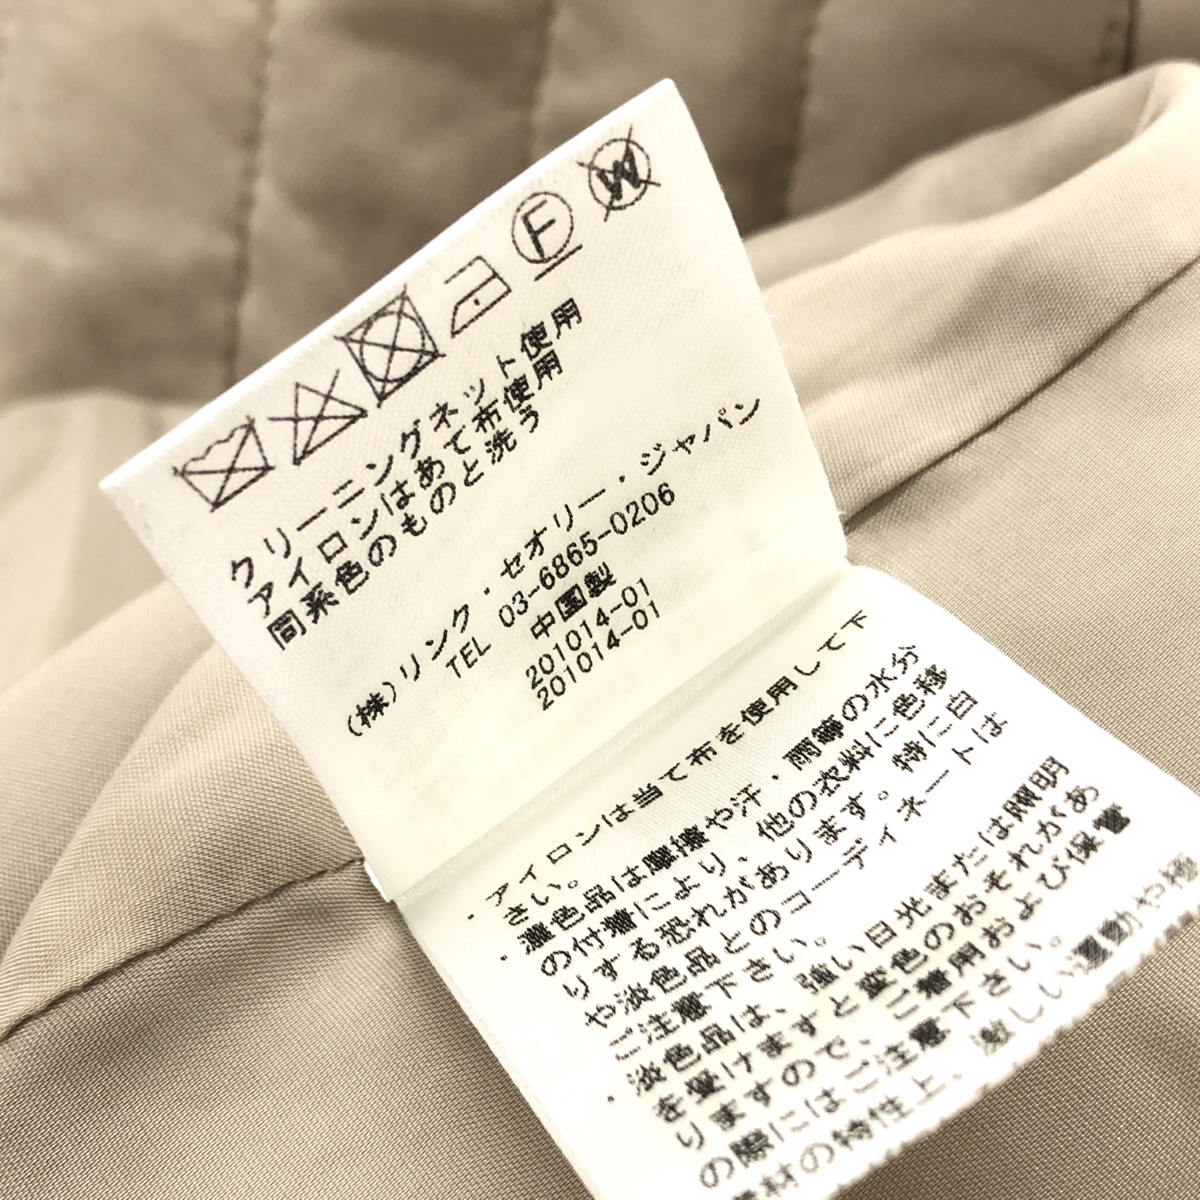 F
W
クリーニングネット使用
アイロンはあて布使用
同系色のものと洗う
(株)リンク・セオリー・ジャパン
TEL 03-6865-0206
中国製
201014-01
201014-01
・アイロンは当て布を使用して下
さい。
・濃色品は摩擦や汗・雨等の水分
の付着により、他の衣料に色移
りする恐れがあります。特に白
や淡色品とのコーディネートは
ご注意下さい。
・淡色品は、強い日光または照明
を受けますと変色のおそれがあ
りますので、ご着用および保管
の際にはご注意下さい。
素材の特性上、激しい運動や極